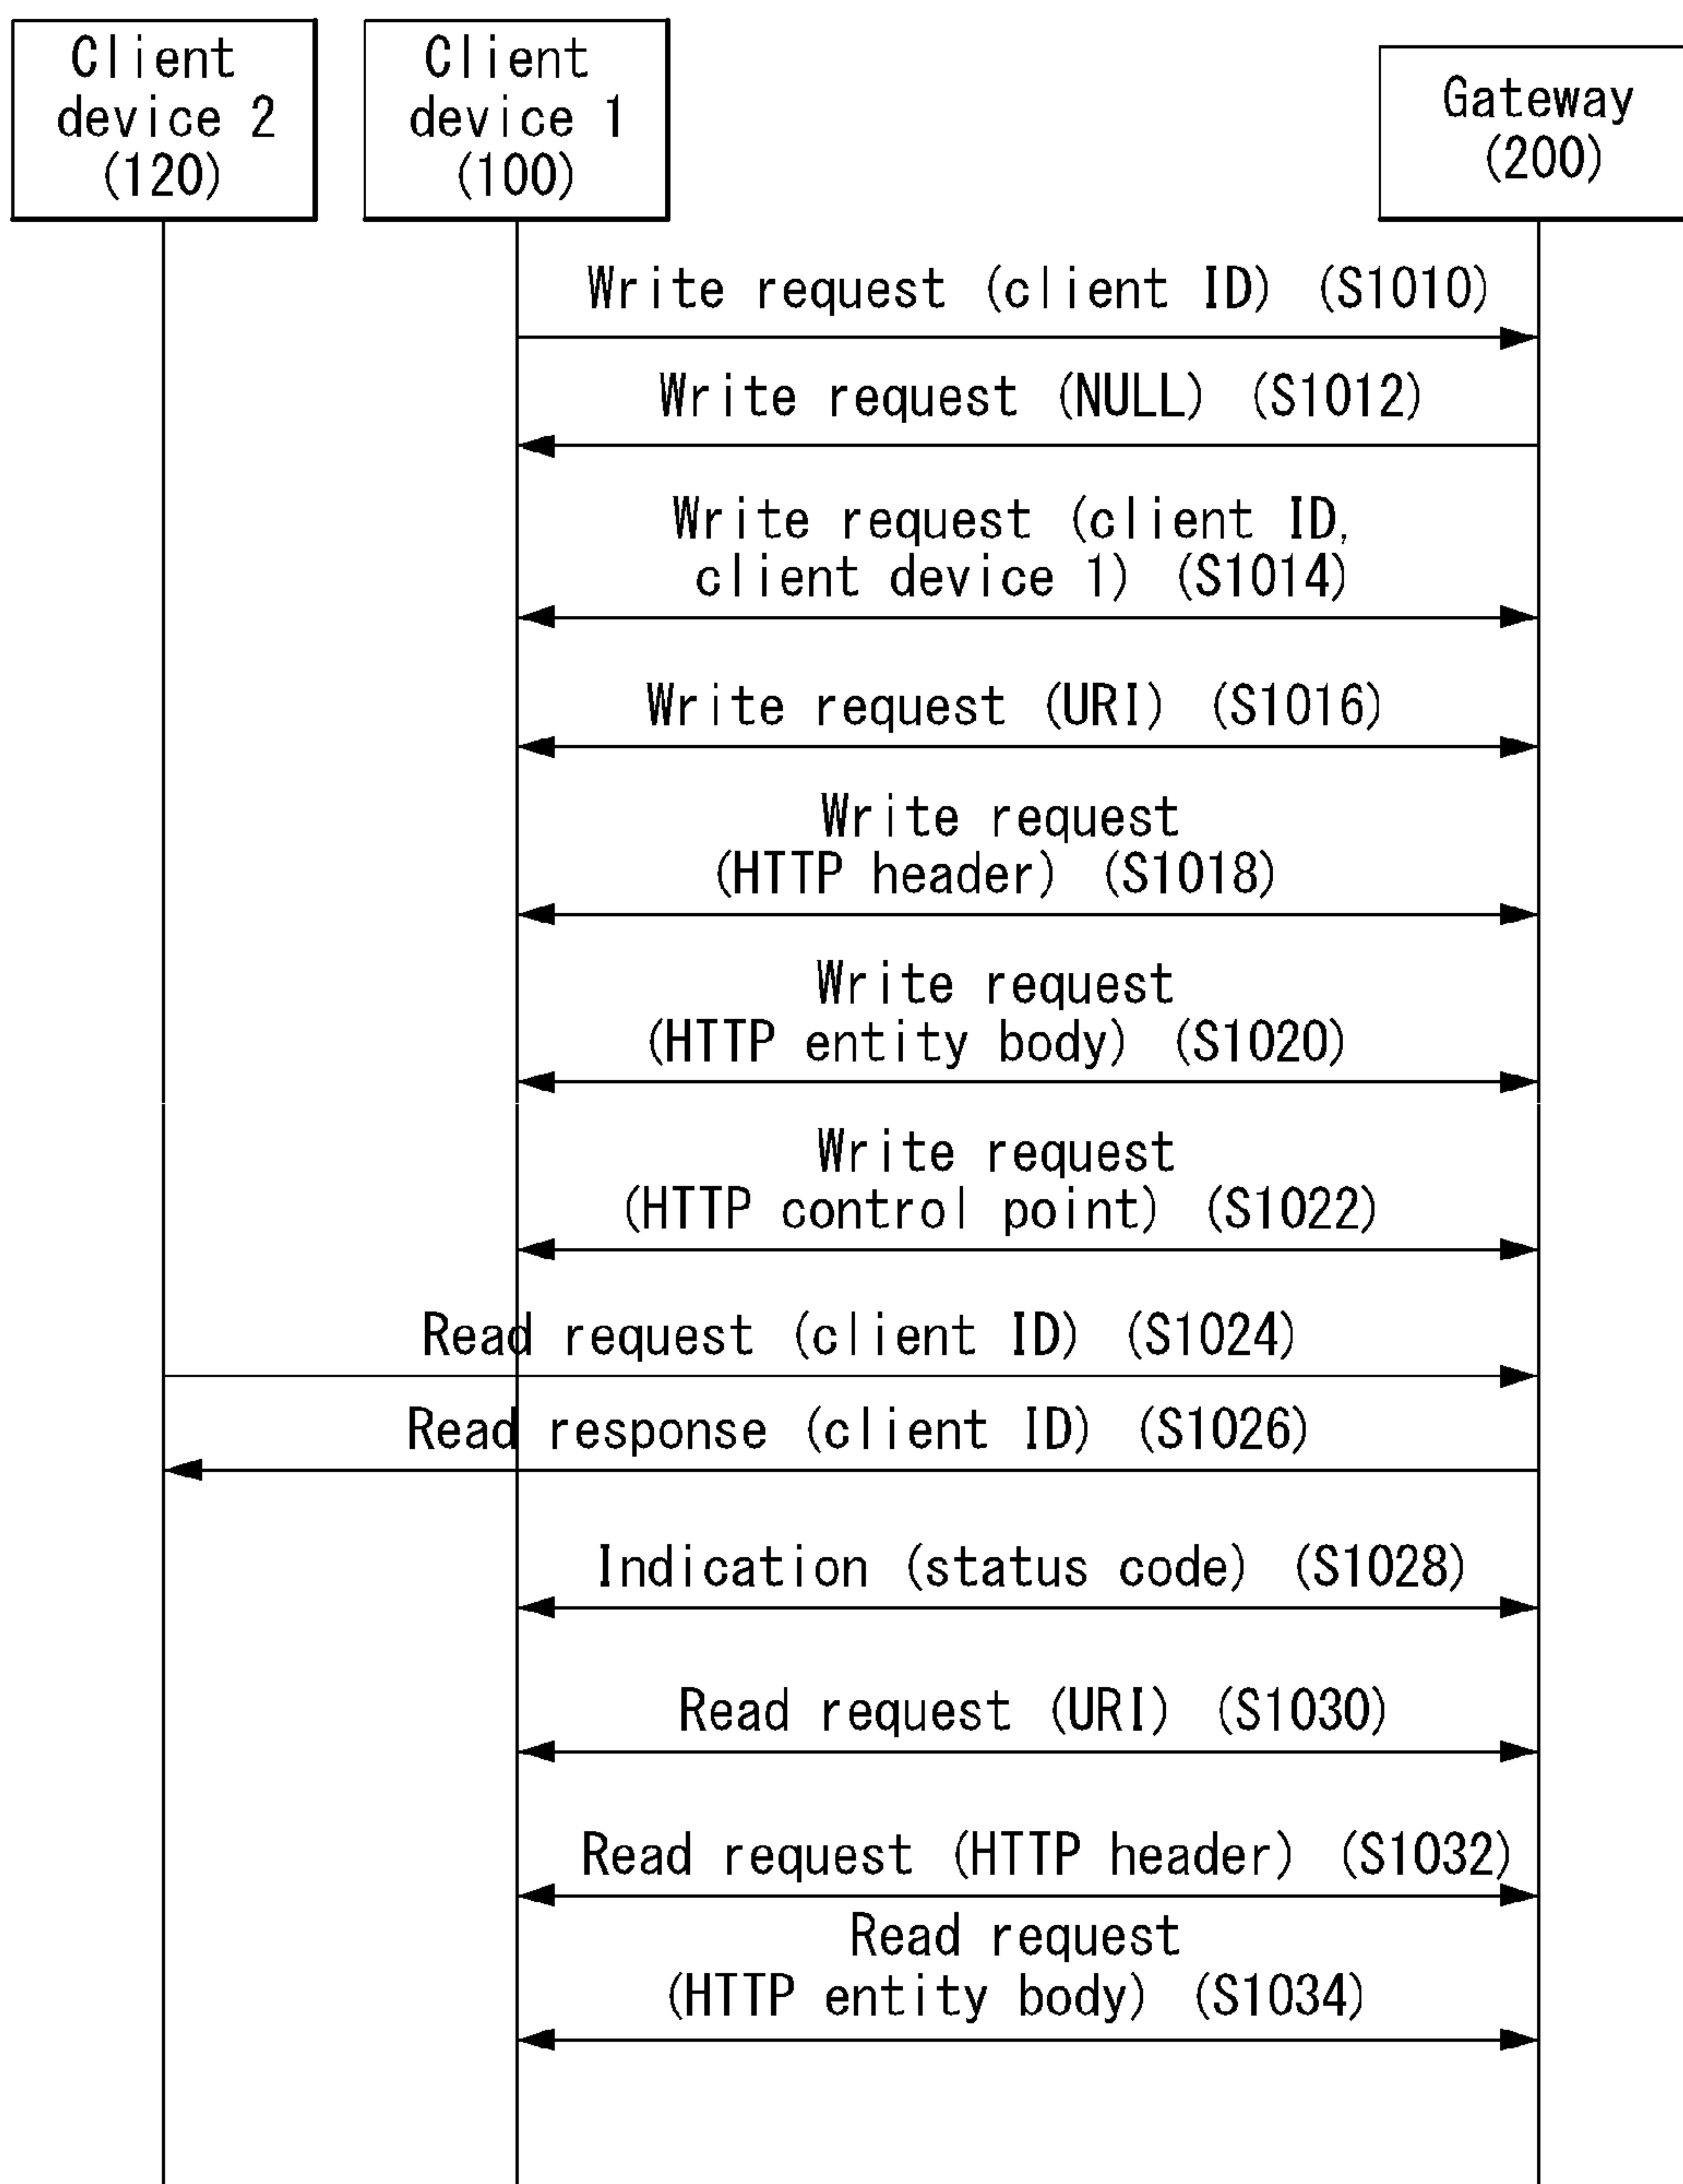 Client
device 2
(120)
Client
device 1
(100)
Gateway
(200)
Write request (client ID) (S1010)
Write request (NULL) (S1012)
Write request (client ID,
client device 1) (S1014)
Write request (URI) (S1016)
Write request
(HTTP header) (S1018)
Write request
(HTTP entity body) (S1020)
Write request
(HTTP control point) (S1022)
Read request (client ID) (S1024)
Read response (client ID) (S1026)
Indication (status code) (S1028)
Read request (URI) (S1030)
Read request (HTTP header) (S1032)
Read request
(HTTP entity body) (S1034)